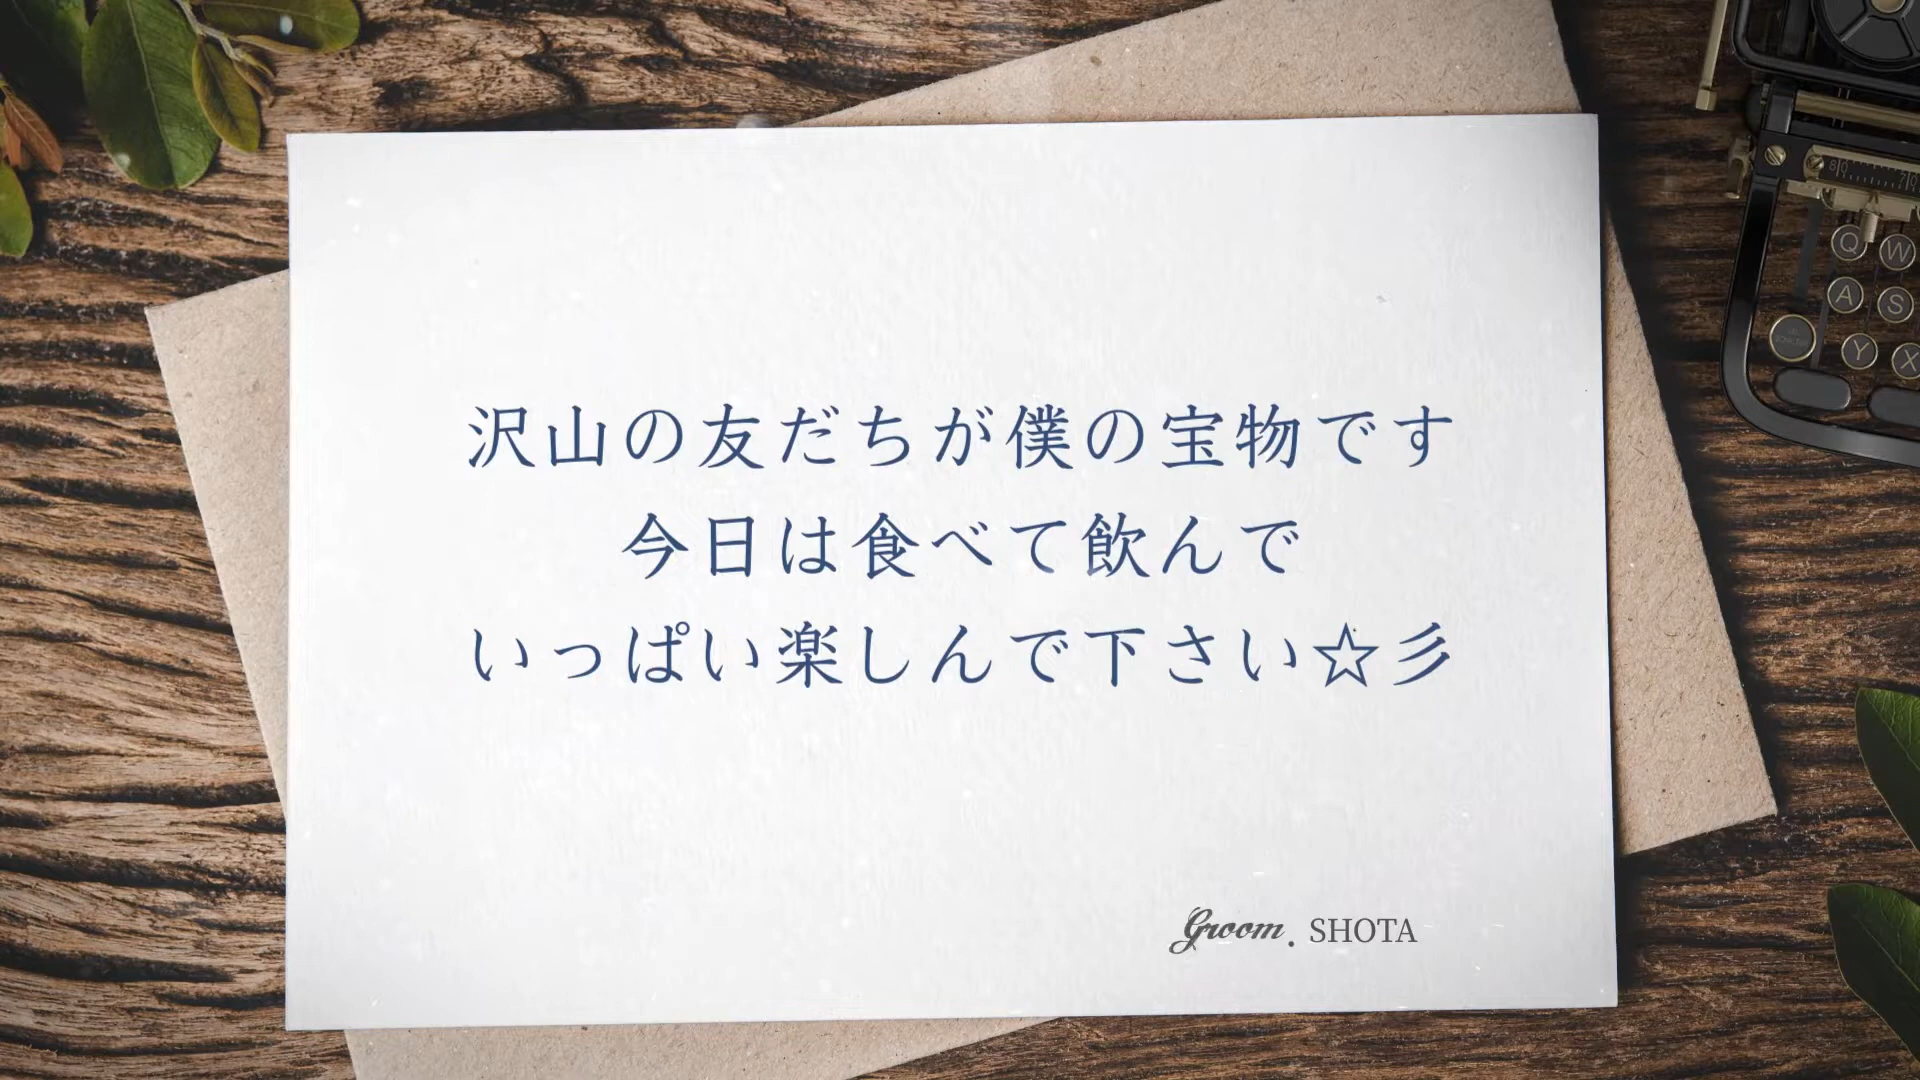 沢山の友だちが僕の宝物です
今日は食べて飲んで
いっぱい楽しんで下さい☆彡
Groom. SHOTA
Q W
A S
Y X